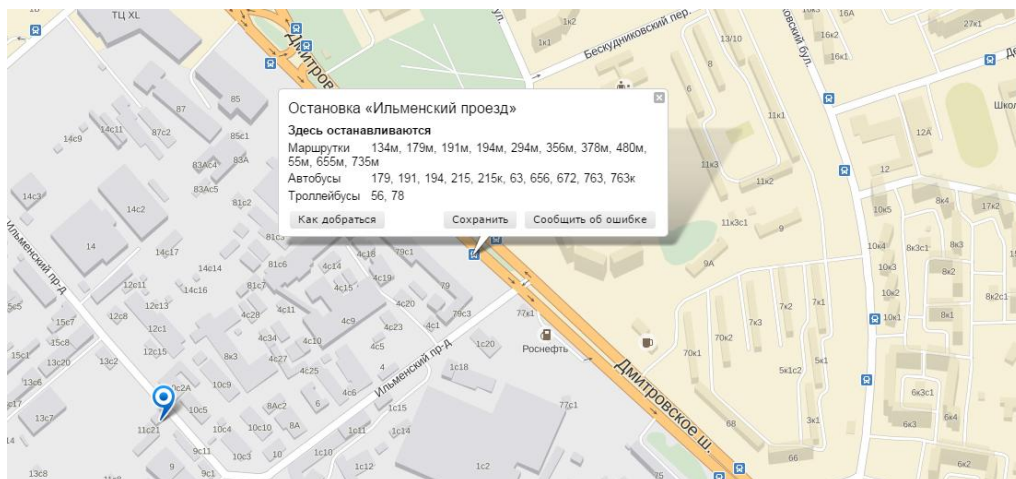 ТЦ XL
Дмитров
Бескудниковский пер.
ковский бул.
ул.
1к2
1к1
13/10
16А
16к2
16к1
27к1
8
6
11к1
Школ
12А
12
11к3
11к2
11к3с1
9
9А
87
85
14с9
14с11
87с2
85с1
83Ас4
83А
83Ас5
14с3
14с2
81с2
Остановка «Ильменский проезд»
Здесь останавливаются
Маршрутки 134м, 179м, 191м, 194м, 294м, 356м, 378м, 480м,
55м, 655м, 735м
Автобусы 179, 191, 194, 215, 215к, 63, 656, 672, 763, 763к
Троллейбусы 56, 78
Как добраться
Сохранить
Сообщить об ошибке
10к5
8к4
17к2
14
14с17
14с14
14с16
81с6
81с7
4с14
4с18
79с1
4с19
4с15
79
10к4
8к3с1
8к3
10к3
8к2
10к2
8к2с1
10к1
8к1
Ильменский пр-д
12с11
12с13
12с8
12с1
4с28
4с11
4с20
4с9
4с23
4с1
79с3
77к1
15с7
15с8
15с1
13с20
13с2
12с15
4с34
4с10
4с5
1с20
Роснефть
7к2
7к1
7к3
70к2
70к1
8к3
4с27
4с25
4
Ильменский пр-д
1с18
Дмитровское ш.
5к1
5к1с2
13с6
10с2А
10с9
4с6
6
8Ас2
8А
1с15
77с1
6к3с1
13с7
11с21
10с5
10с4
10с10
1с11
1с14
68
3к1
6к3
6к4
9с11
10с3
10
1с10
13с8
9
9с1
1с12
1с2
75
66
6к2